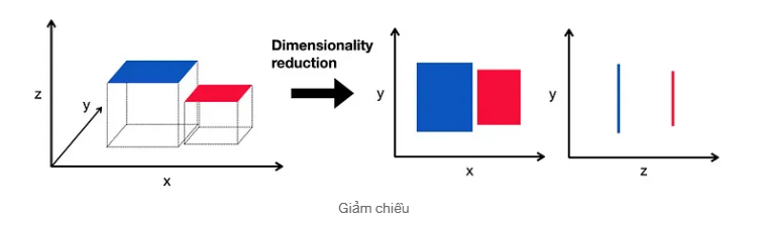 z
y
x
Dimensionality
reduction
y
x
y
z
Giảm chiều